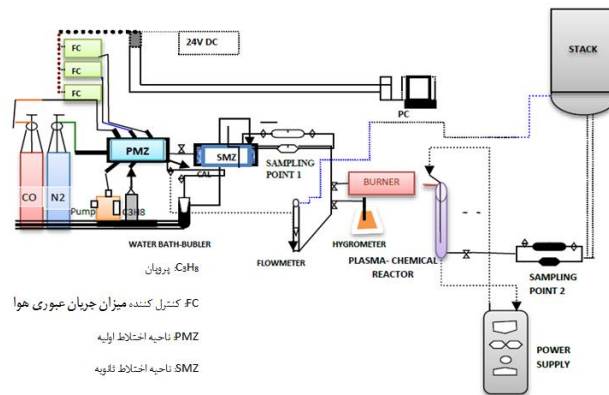 24V DC
FC
FC
FC
STACK
PC
PMZ
SMZ
SAMPLING
POINT 1
CAL
CO
N2
Pump
C3H8
BURNER
WATER BATH-BUBLER
FLOWMETER
HYGROMETER
PLASMA- CHEMICAL
REACTOR
SAMPLING
POINT 2
POWER
SUPPLY
C3H8: پروپان
FC: کنترل کننده میزان جریان عبوری هوا
PMZ: ناحیه اختلاط اولیه
SMZ: ناحیه اختلاط ثانویه